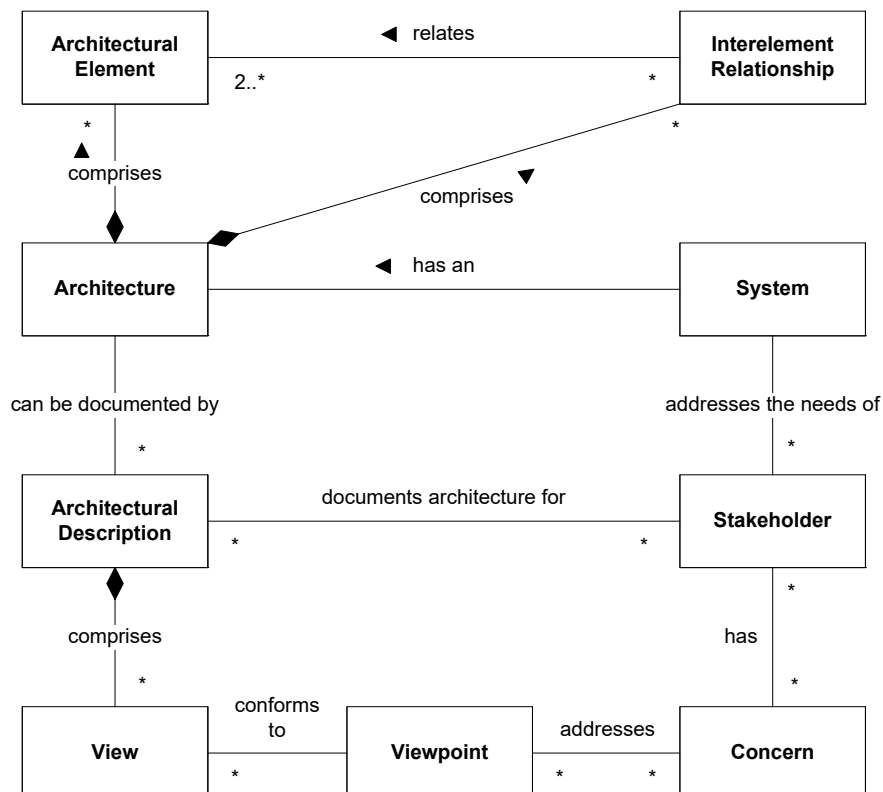 Architectural
Element
◄ relates
Interelement
Relationship
2..*
*
*
*
▲
comprises
comprises
▲
Architecture
◄ has an
System
can be documented by
addresses the needs of
*
*
Architectural
Description
documents architecture for
Stakeholder
*
*
*
comprises
has
*
*
View
conforms
to
Viewpoint
addresses
Concern
*
*
*